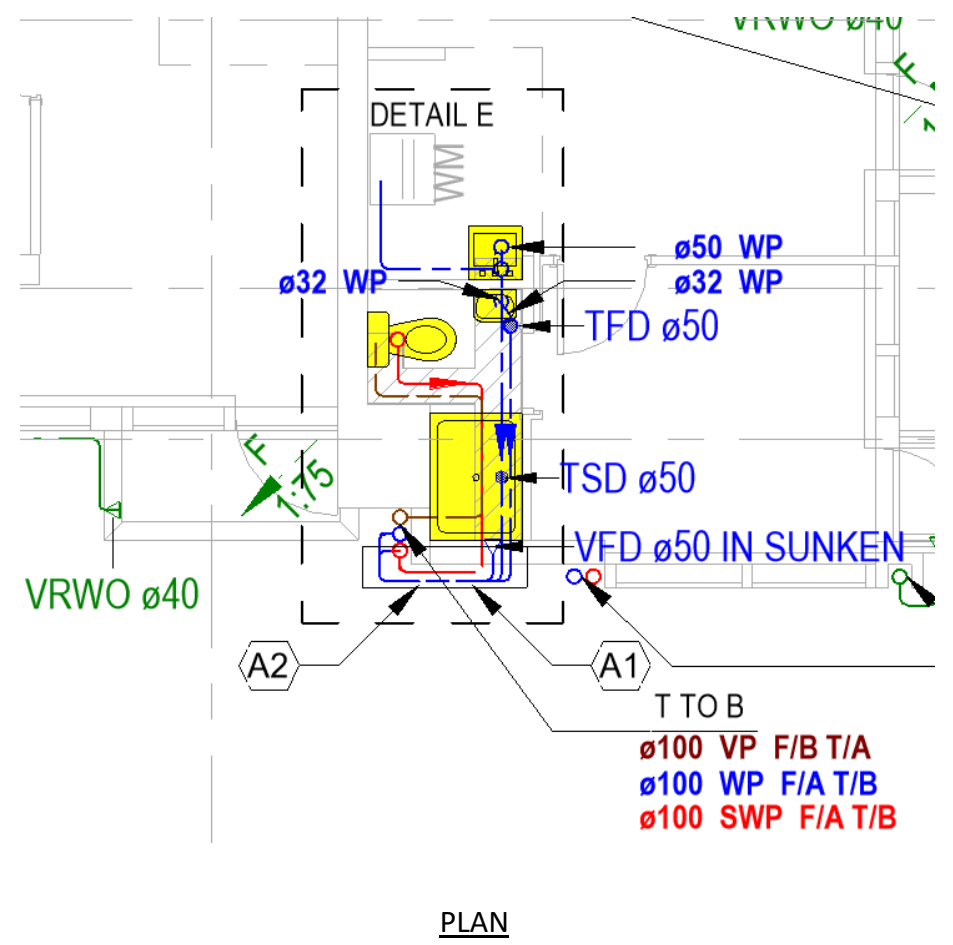 VRWO ø40
F
DETAIL E
WM
ø50 WP
ø32 WP
ø32 WP
TFD ø50
F
1:75
TSD ø50
VFD ø50 IN SUNKEN
VRWO ø40
A2
A1
T TO B
ø100 VP F/B T/A
ø100 WP F/A T/B
ø100 SWP F/A T/B
PLAN